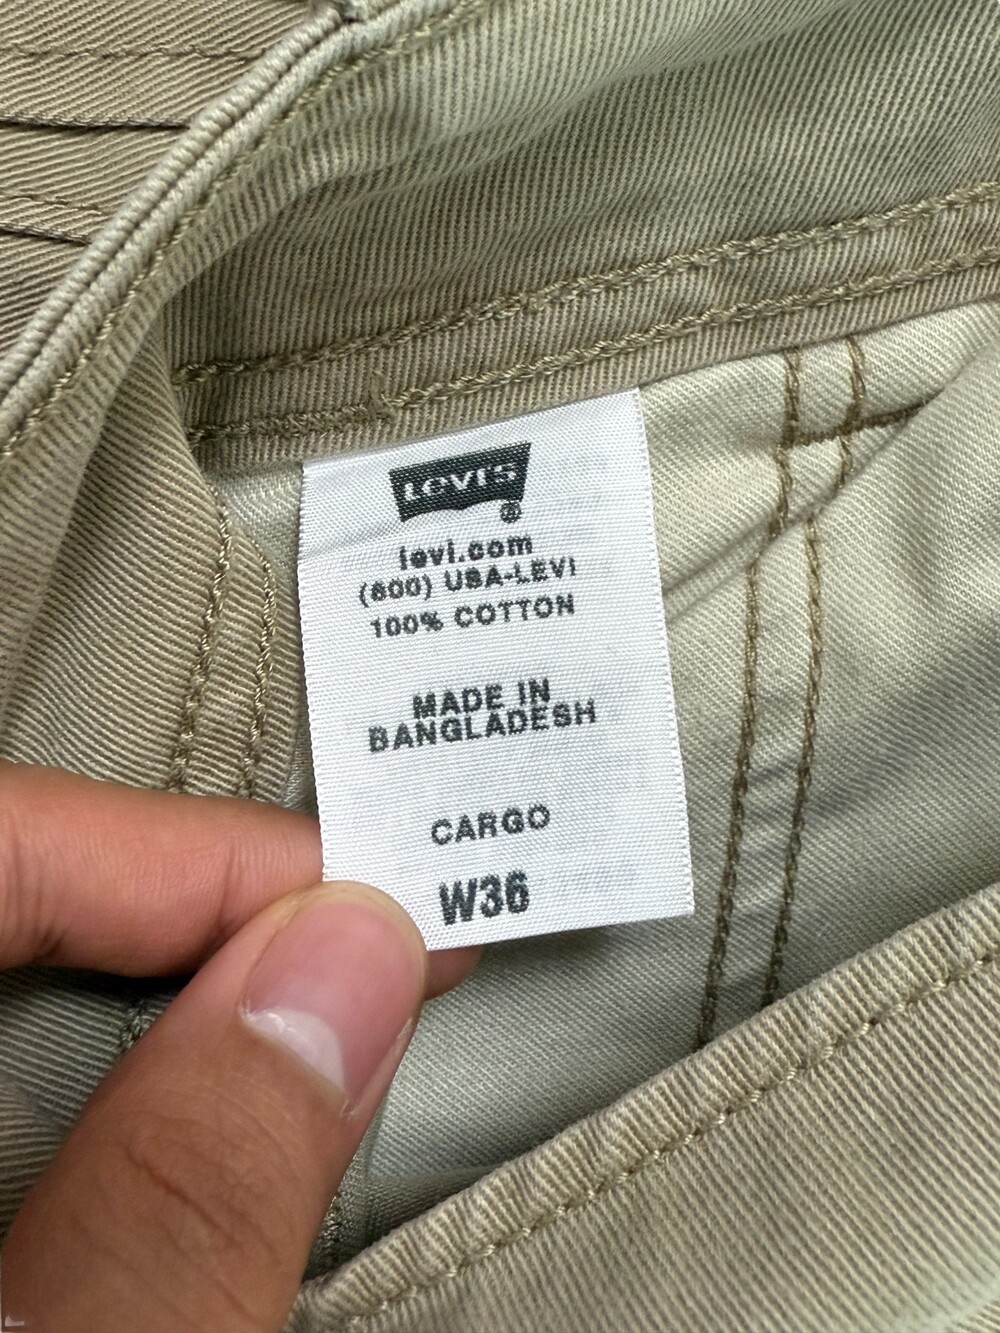 LEVI'S
®
levi.com
(800) USA-LEVI
100% COTTON
MADE IN
BANGLADESH
CARGO
W36